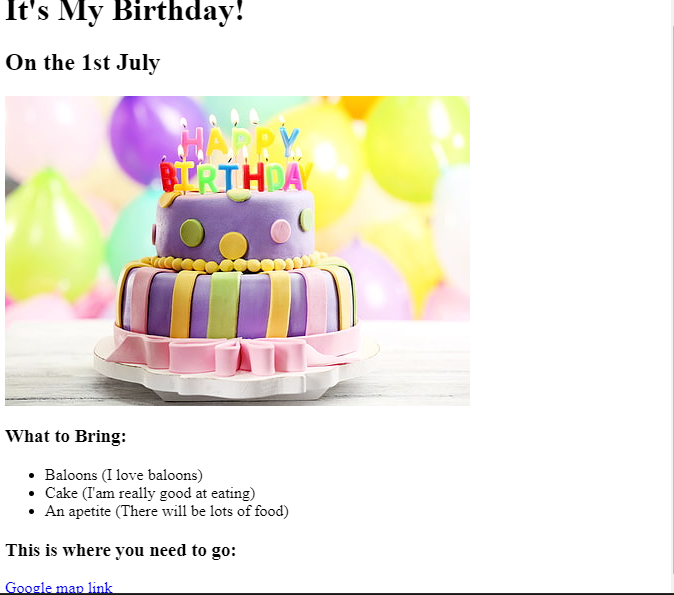 It's My Birthday!
On the 1st July
HAPPY
BIRTHDAY
What to Bring:
Baloons (I love baloons)
Cake (I'am really good at eating)
An apetite (There will be lots of food)
This is where you need to go:
Google map link